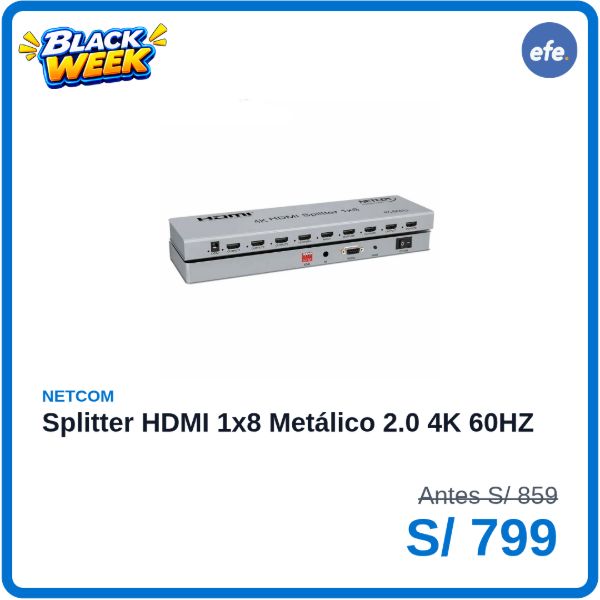 BLACK
WEEK
efe.
HDMI
4K HDMI Splitter 1x8
NETCOM
Splitter HDMI 1x8 Metálico 2.0 4K 60HZ
Antes S/ 859
S/ 799